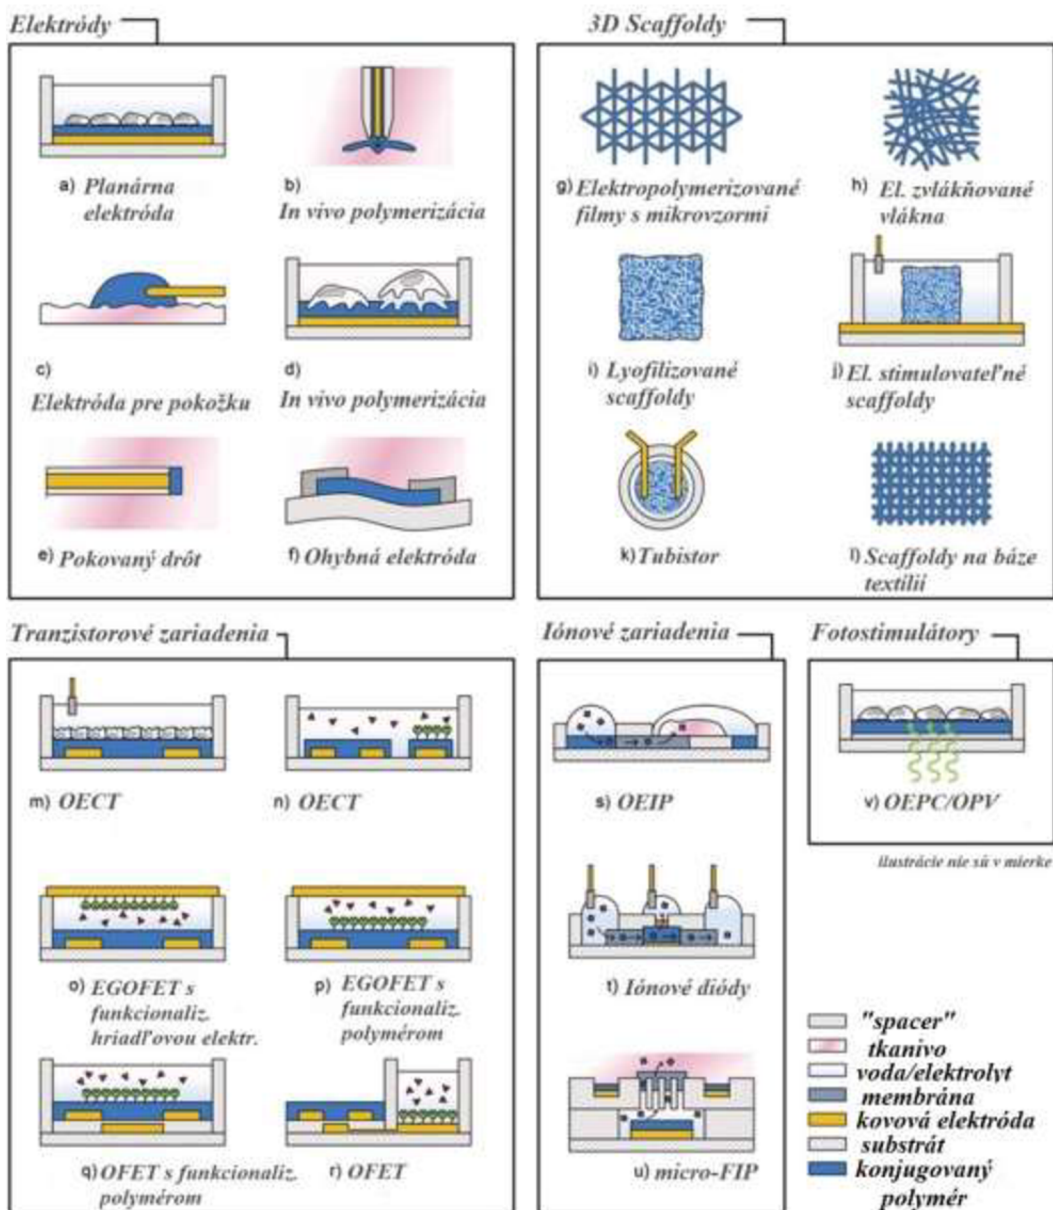 Elektródy
a) Planárna
elektróda
b)
In vivo polymerizácia
c)
Elektróda pre pokožku
d)
In vivo polymerizácia
e) Pokovaný drôt
f) Ohybná elektróda
3D Scaffoldy
g) Elektropolymerizované
filmy s mikrovzormi
h) El. zvlákňované
vlákna
i) Lyofilizované
scaffoldy
j) El. stimulovateľné
scaffoldy
k) Tubistor
l) Scaffoldy na báze
textílií
Tranzistorové zariadenia
m) OECT
n) OECT
o) EGOFET s
funkcionaliz.
hriadľovou elektr.
p) EGOFET s
funkcionaliz.
polymérom
q) OFET s funkcionaliz.
polymérom
r) OFET
Iónové zariadenia
s) OEIP
t) Iónové diódy
u) micro-FIP
Fotostimulátory
v) OEPC/OPV
ilustrácie nie sú v mierke
"spacer"
tkanivo
voda/elektrolyt
membrána
kovová elektróda
substrát
konjugovaný
polymér